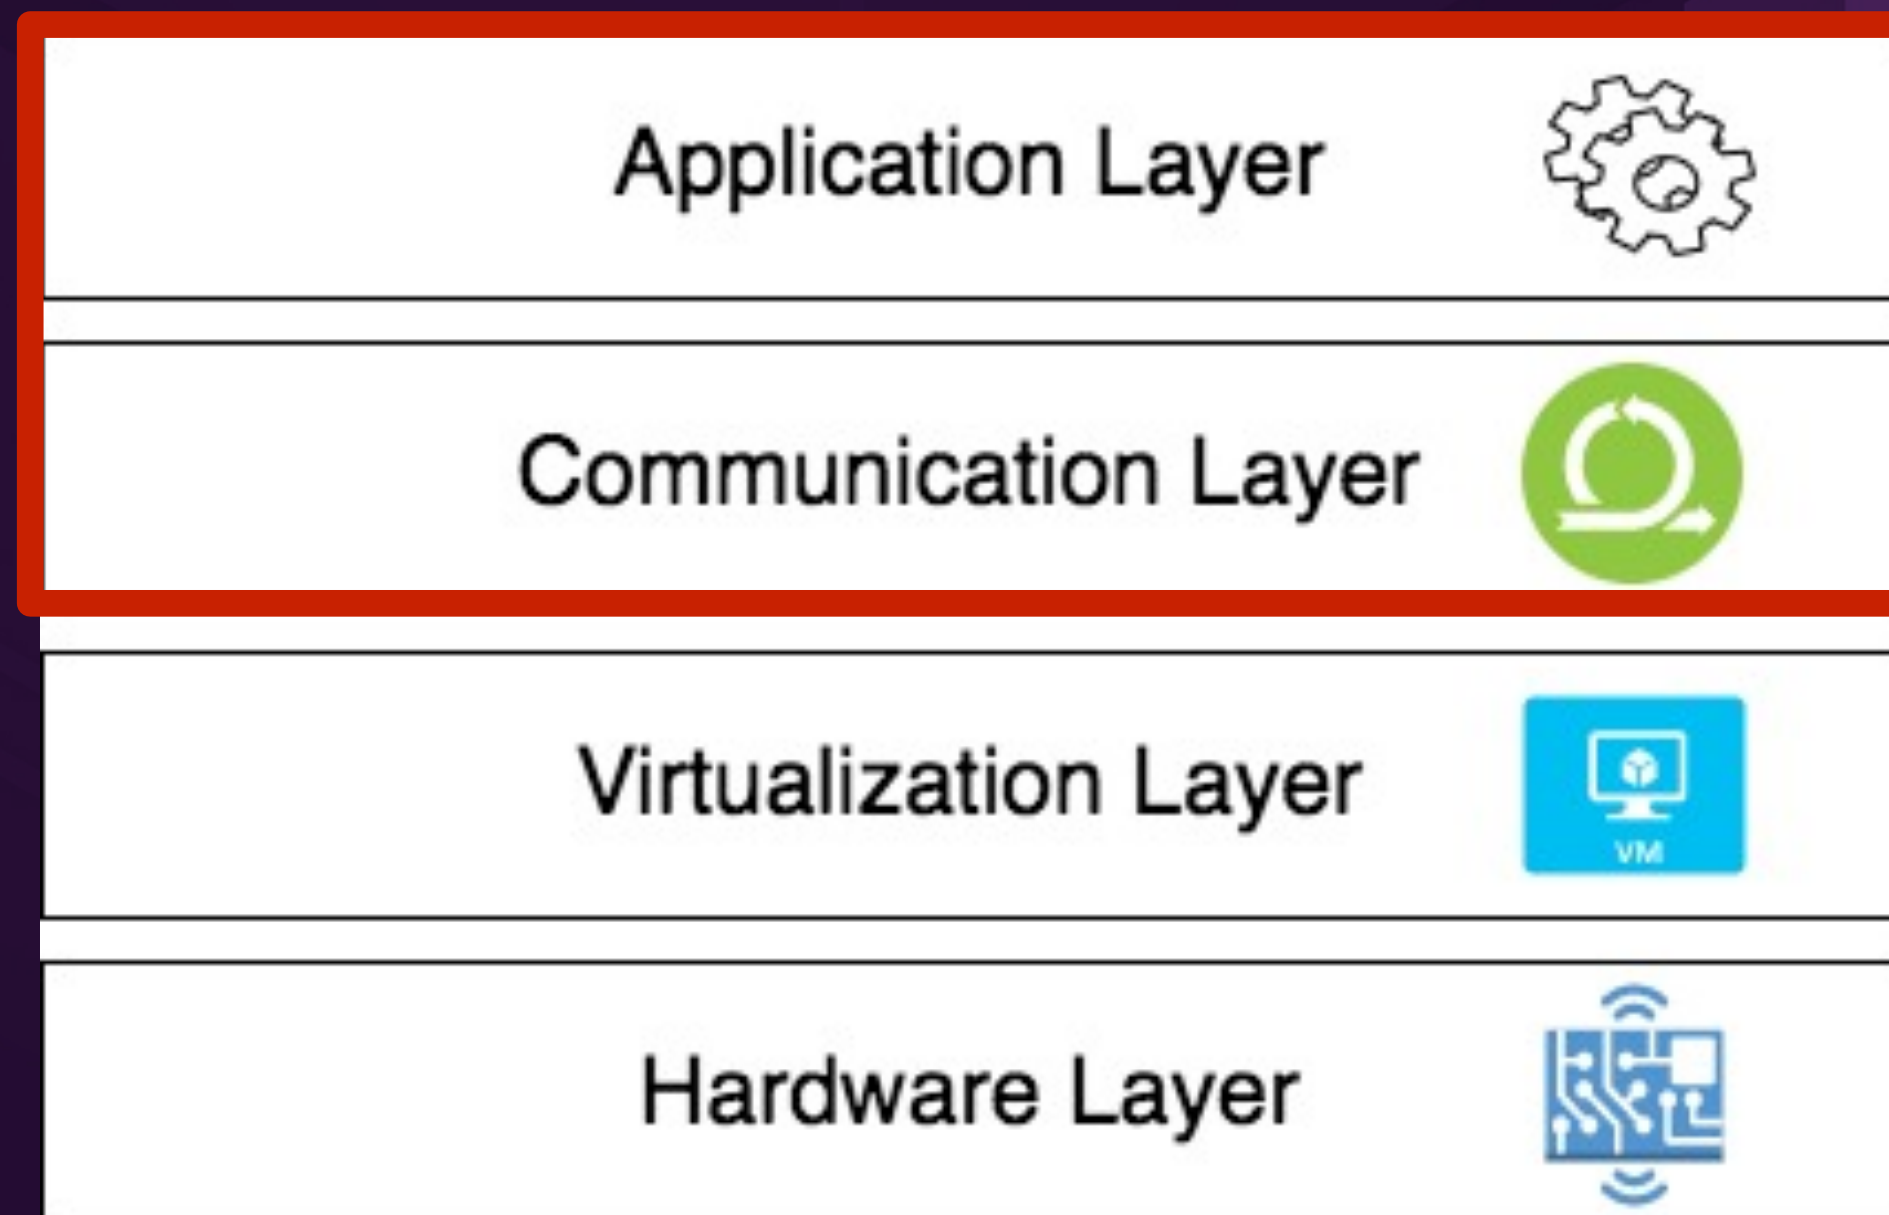 Application Layer
Communication Layer
Virtualization Layer
VM
Hardware Layer